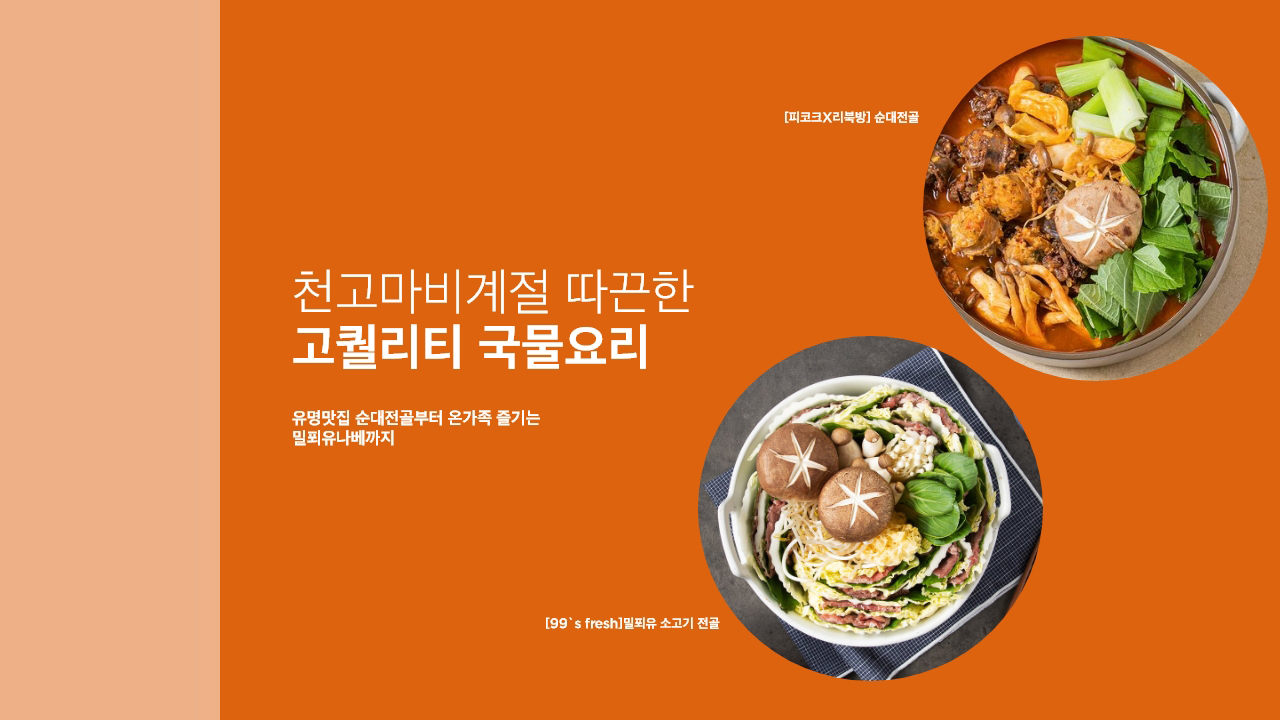 [피코크X리북방] 순대전골
천고마비계절 따끈한
고퀄리티 국물요리
유명맛집 순대전골부터 온가족 즐기는
밀푀유나베까지
[99`s fresh]밀푀유 소고기 전골